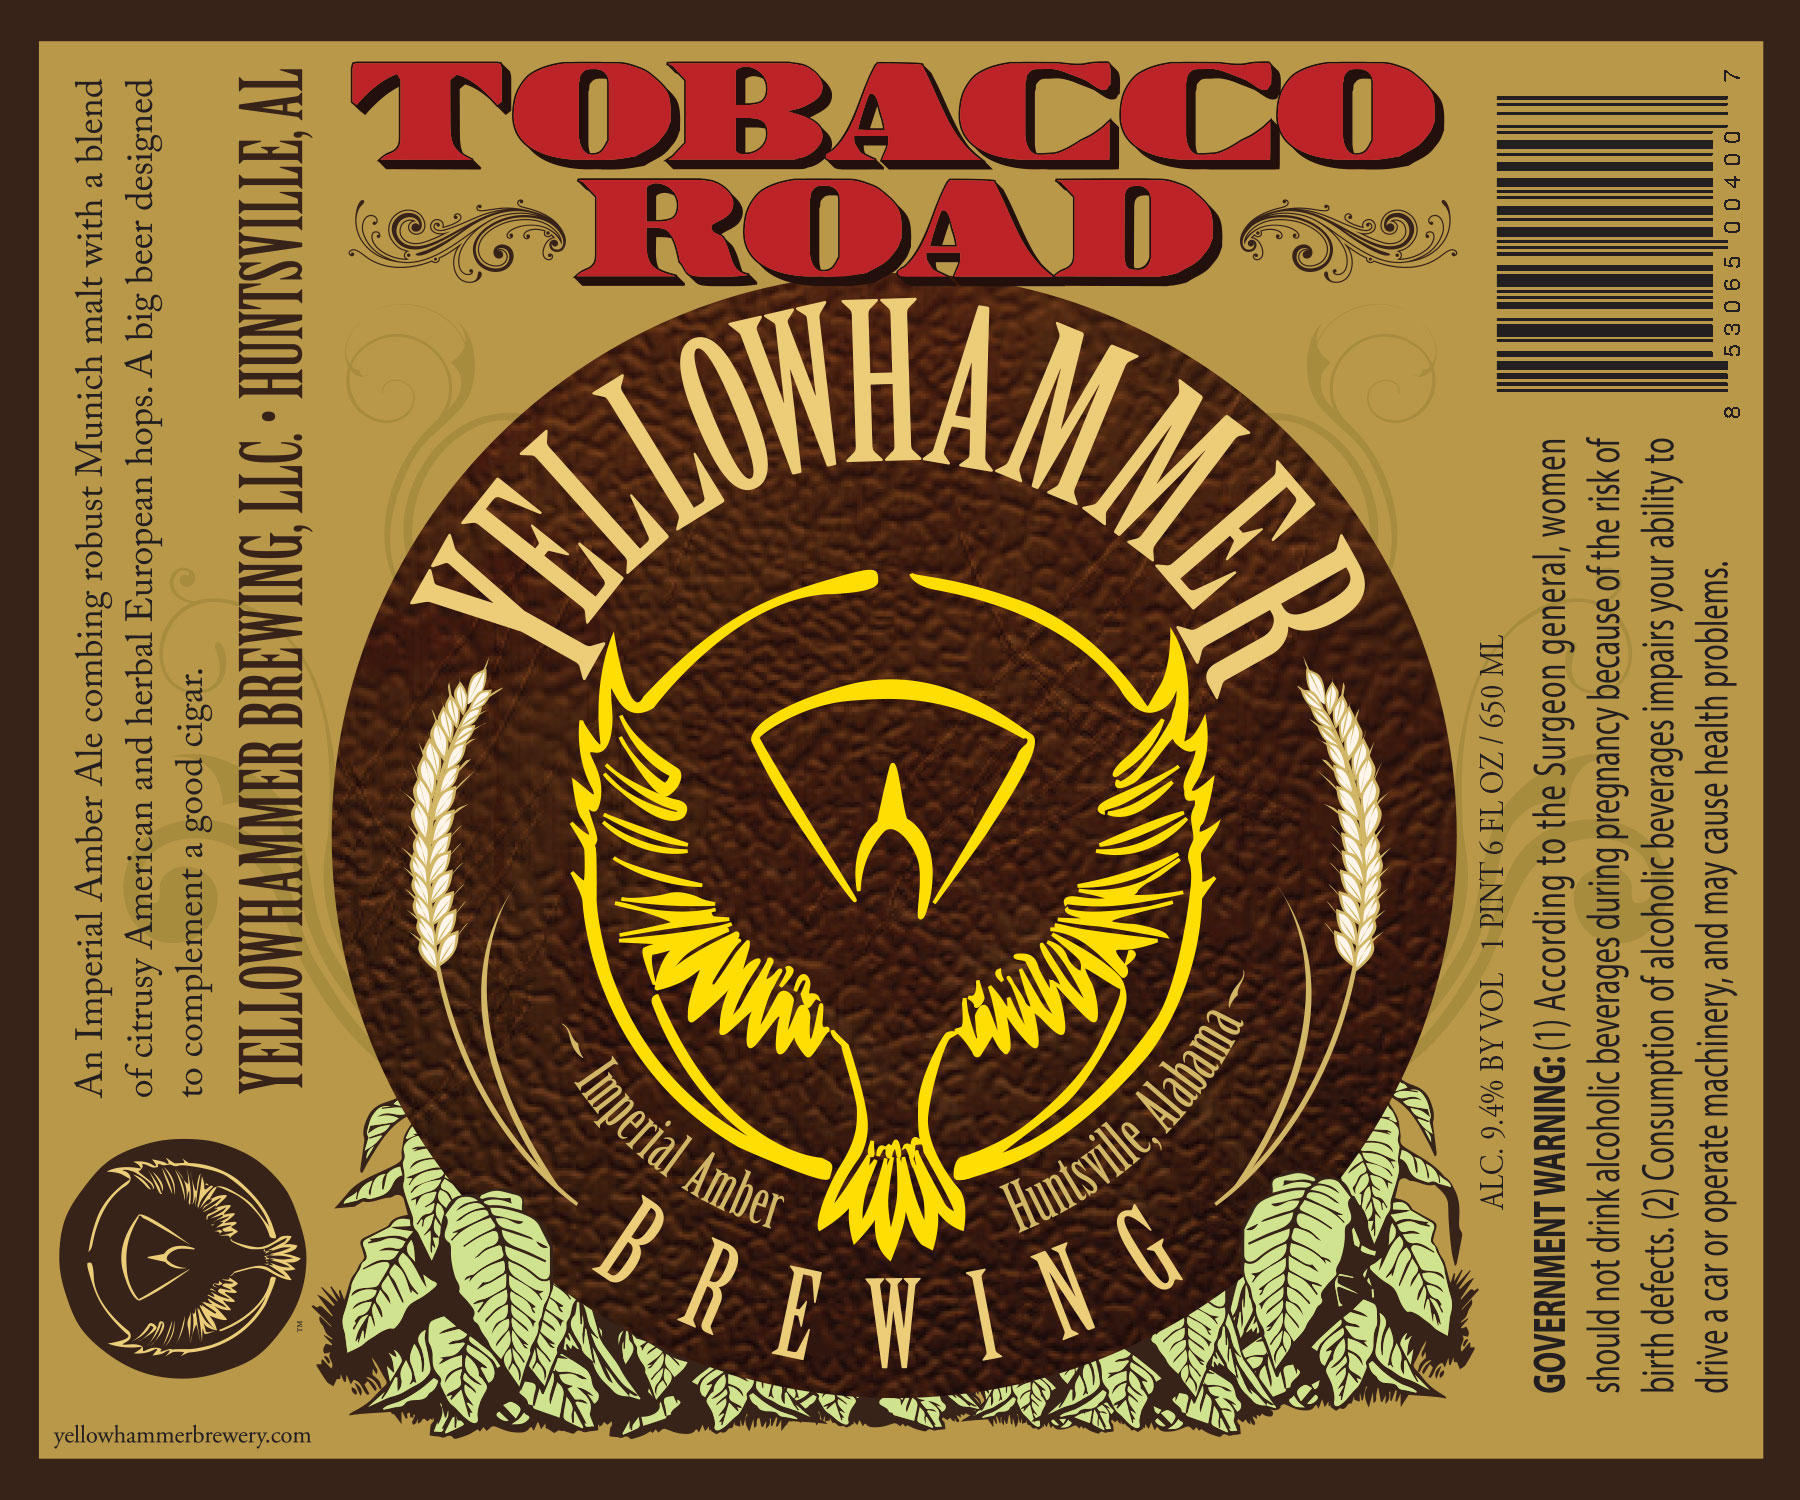 TOBACCO
ROAD
YELLOWHAMMER
~ Imperial Amber
Huntsville, Alabama ~
BREWING
An Imperial Amber Ale combing robust Munich malt with a blend
of citrusy American and herbal European hops. A big beer designed
to complement a good cigar.
YELLOWHAMMER BREWING, LLC. • HUNTSVILLE, AL
TM
yellowhammerbrewery.com
8 53065 00400 7
ALC. 9.4% BY VOL 1 PINT 6 FL OZ / 650 ML
GOVERNMENT WARNING: (1) According to the Surgeon general, women
should not drink alcoholic beverages during pregnancy because of the risk of
birth defects. (2) Consumption of alcoholic beverages impairs your ability to
drive a car or operate machinery, and may cause health problems.